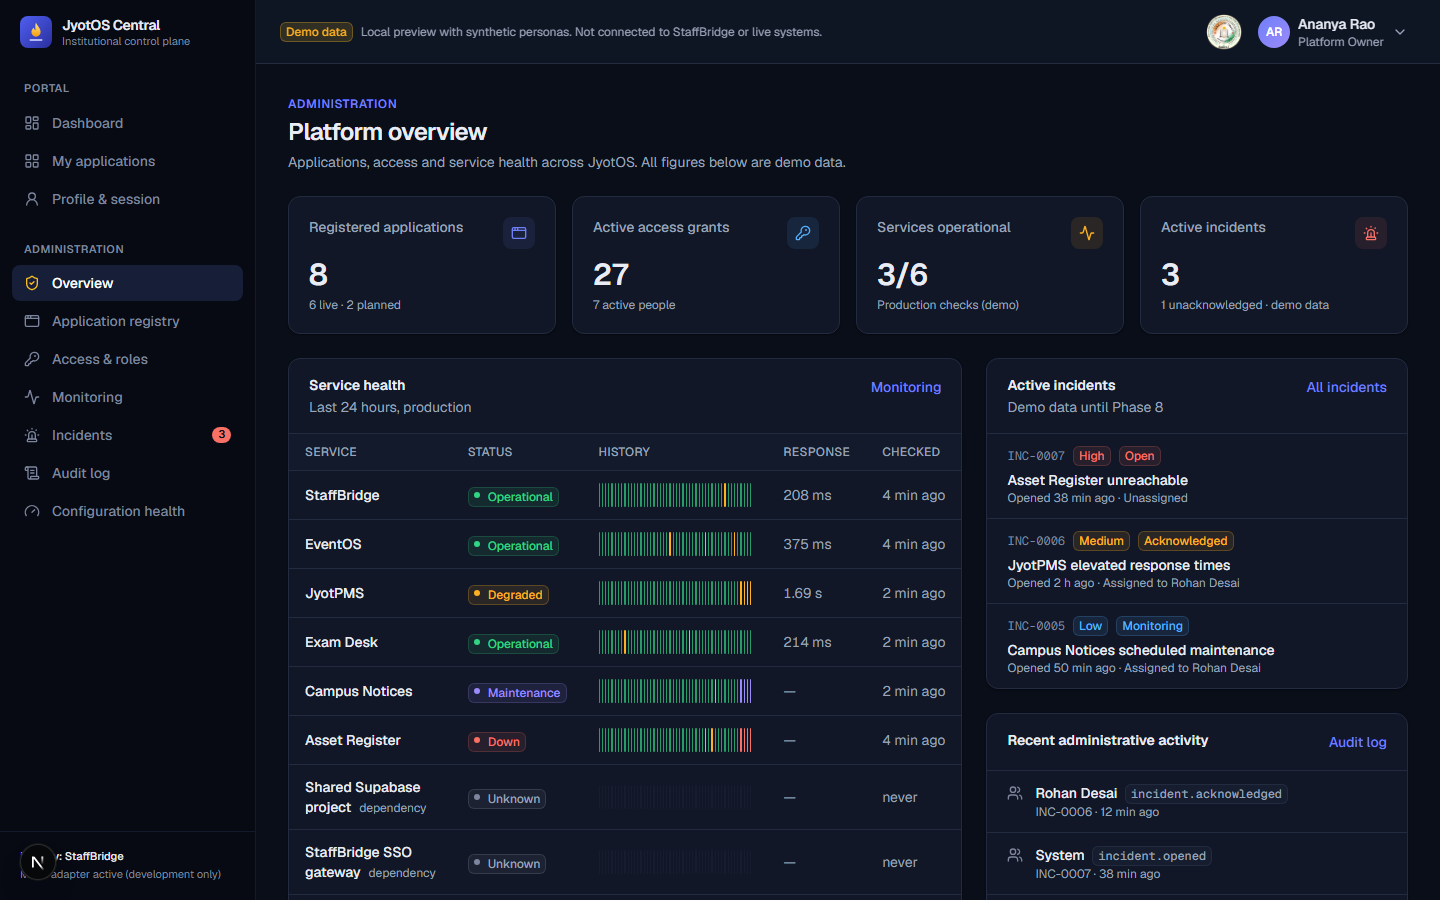 JyotOS Central
Institutional control plane
PORTAL
Dashboard
My applications
Profile & session
ADMINISTRATION
Overview
Application registry
Access & roles
Monitoring
Incidents 3
Audit log
Configuration health
y: StaffBridge
adapter active (development only)
N
Demo data Local preview with synthetic personas. Not connected to StaffBridge or live systems.
AR
Ananya Rao
Platform Owner
ADMINISTRATION
Platform overview
Applications, access and service health across JyotOS. All figures below are demo data.
Registered applications
8
6 live · 2 planned
Active access grants
27
7 active people
Services operational
3/6
Production checks (demo)
Active incidents
3
1 unacknowledged · demo data
Service health
Last 24 hours, production
Monitoring
SERVICE STATUS HISTORY RESPONSE CHECKED
StaffBridge Operational 208 ms 4 min ago
EventOS Operational 375 ms 4 min ago
JyotPMS Degraded 1.69 s 2 min ago
Exam Desk Operational 214 ms 2 min ago
Campus Notices Maintenance — 2 min ago
Asset Register Down — 4 min ago
Shared Supabase
project dependency Unknown — never
StaffBridge SSO
gateway dependency Unknown — never
Active incidents
Demo data until Phase 8
All incidents
INC-0007 High Open
Asset Register unreachable
Opened 38 min ago · Unassigned
INC-0006 Medium Acknowledged
JyotPMS elevated response times
Opened 2 h ago · Assigned to Rohan Desai
INC-0005 Low Monitoring
Campus Notices scheduled maintenance
Opened 50 min ago · Assigned to Rohan Desai
Recent administrative activity
Audit log
Rohan Desai incident.acknowledged
INC-0006 · 12 min ago
System incident.opened
INC-0007 · 38 min ago